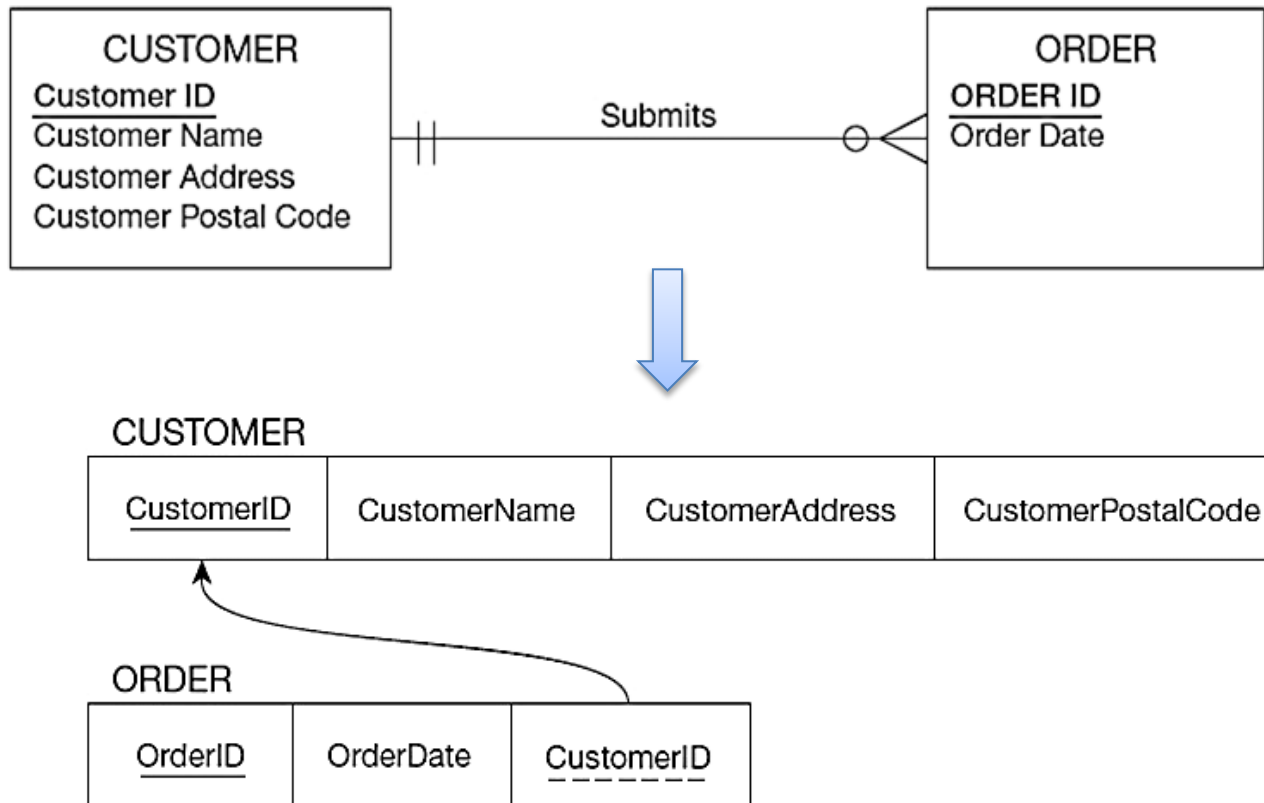 CUSTOMER
Customer ID
Customer Name
Customer Address
Customer Postal Code
Submits
ORDER
ORDER ID
Order Date
CUSTOMER
CustomerID CustomerName CustomerAddress CustomerPostalCode
ORDER
OrderID OrderDate CustomerID